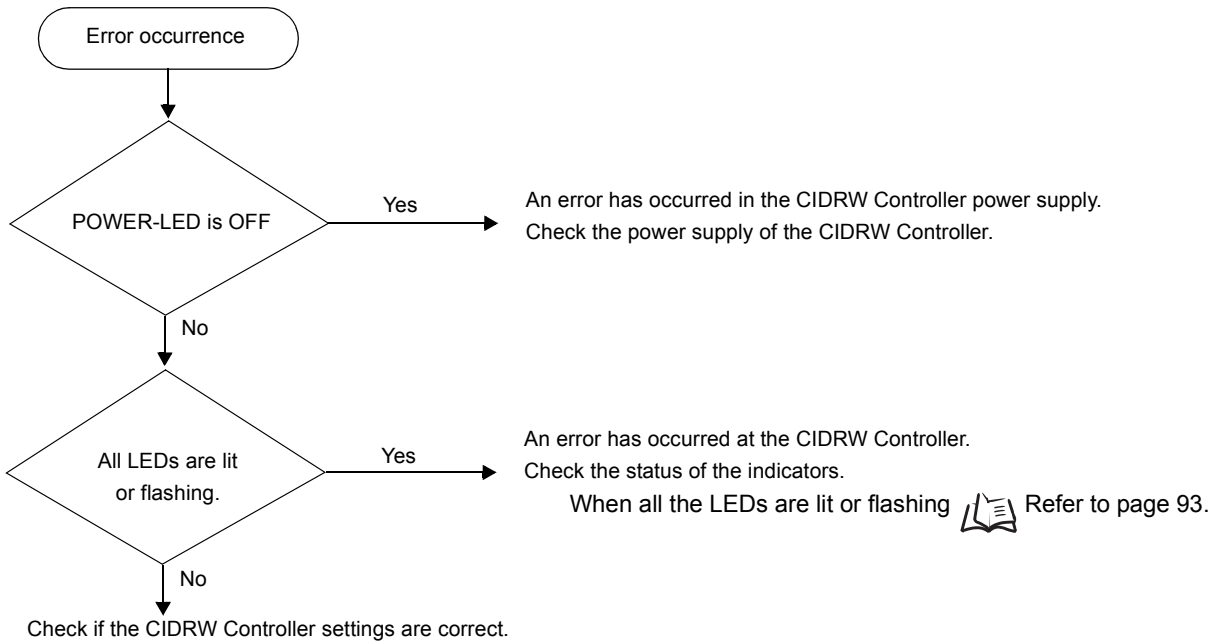 Error occurrence
POWER-LED is OFF
Yes
An error has occurred in the CIDRW Controller power supply.
Check the power supply of the CIDRW Controller.
No
All LEDs are lit
or flashing.
Yes
An error has occurred at the CIDRW Controller.
Check the status of the indicators.
When all the LEDs are lit or flashing Refer to page 93.
No
Check if the CIDRW Controller settings are correct.